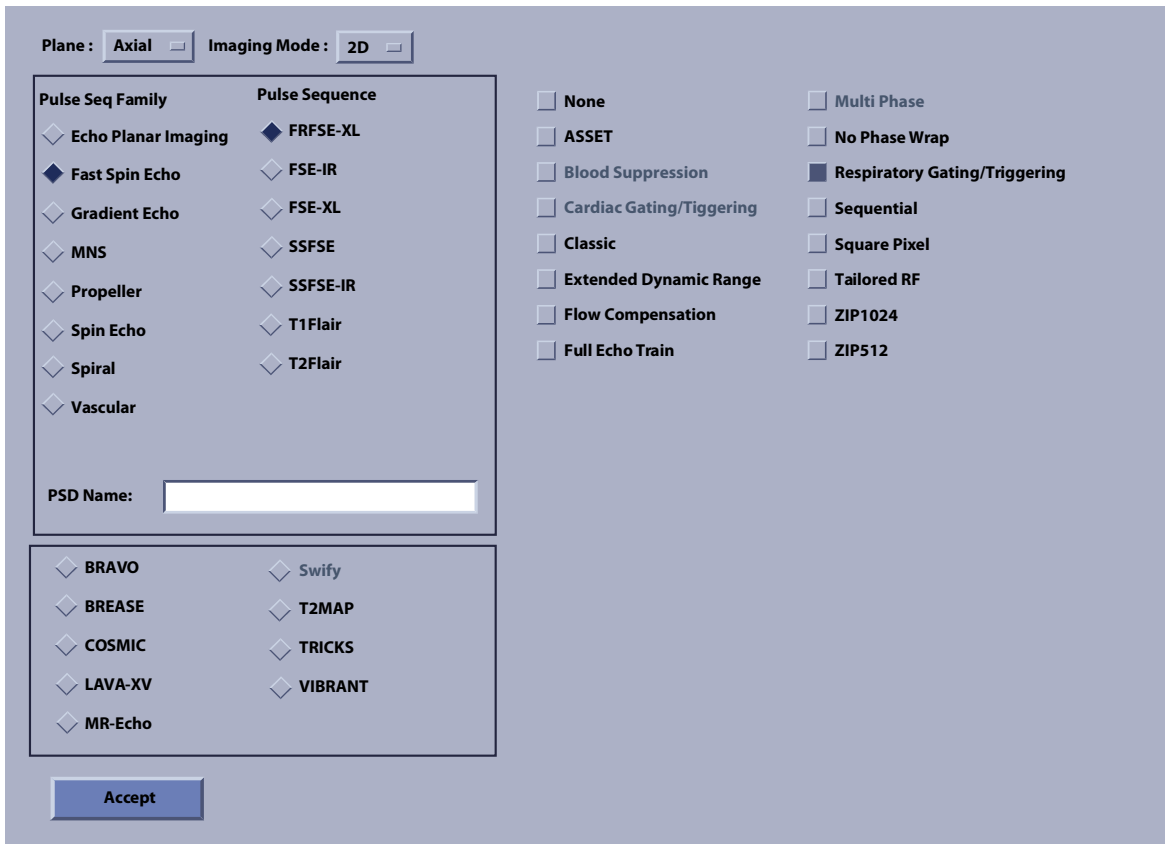 Plane : Axial Imaging Mode : 2D
Pulse Seq Family
Echo Planar Imaging
Fast Spin Echo
Gradient Echo
MNS
Propeller
Spin Echo
Spiral
Vascular
Pulse Sequence
FRFSE-XL
FSE-IR
FSE-XL
SSFSE
SSFSE-IR
T1Flair
T2Flair
PSD Name:
BRAVO
BREASE
COSMIC
LAVA-XV
MR-Echo
Swify
T2MAP
TRICKS
VIBRANT
Accept
None
ASSET
Blood Suppression
Cardiac Gating/Tiggering
Classic
Extended Dynamic Range
Flow Compensation
Full Echo Train
Multi Phase
No Phase Wrap
Respiratory Gating/Triggering
Sequential
Square Pixel
Tailored RF
ZIP1024
ZIP512